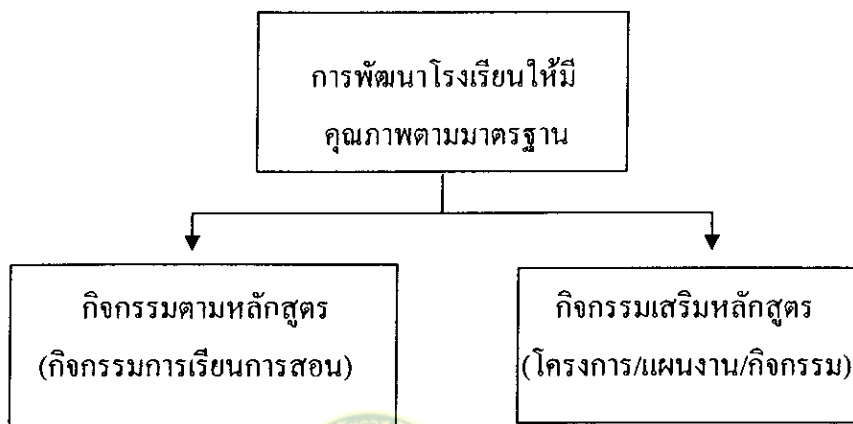 การพัฒนาโรงเรียนให้มี
คุณภาพตามมาตรฐาน
กิจกรรมตามหลักสูตร
(กิจกรรมการเรียนการสอน)
กิจกรรมเสริมหลักสูตร
(โครงการ/แผนงาน/กิจกรรม)